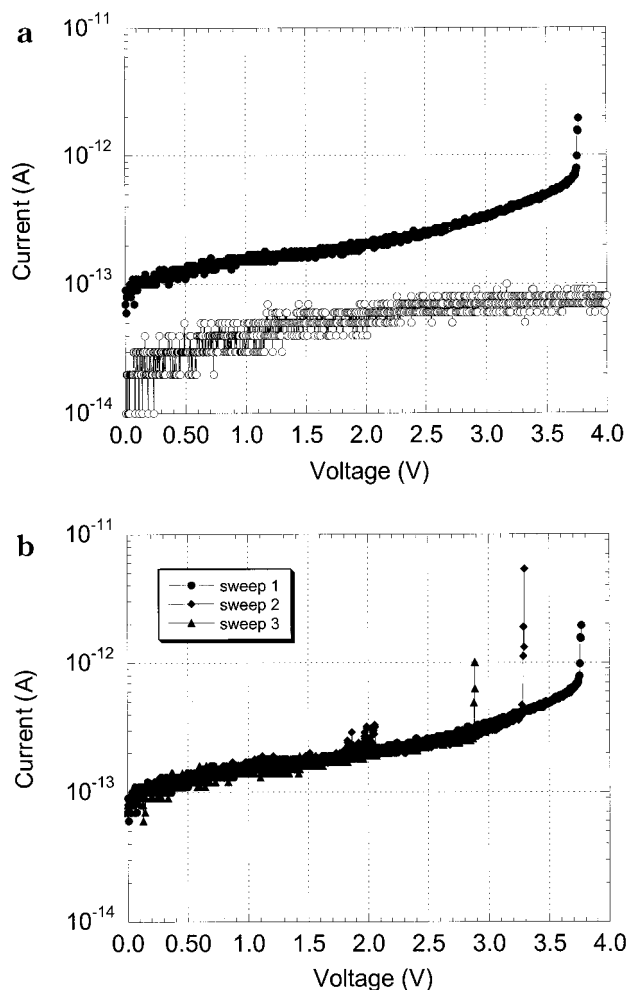 a
10^-11
10^-12
10^-13
10^-14
Current (A)
0.0 0.50 1.0 1.5 2.0 2.5 3.0 3.5 4.0
Voltage (V)
b
10^-11
sweep 1
sweep 2
sweep 3
10^-12
10^-13
10^-14
Current (A)
0.0 0.50 1.0 1.5 2.0 2.5 3.0 3.5 4.0
Voltage (V)